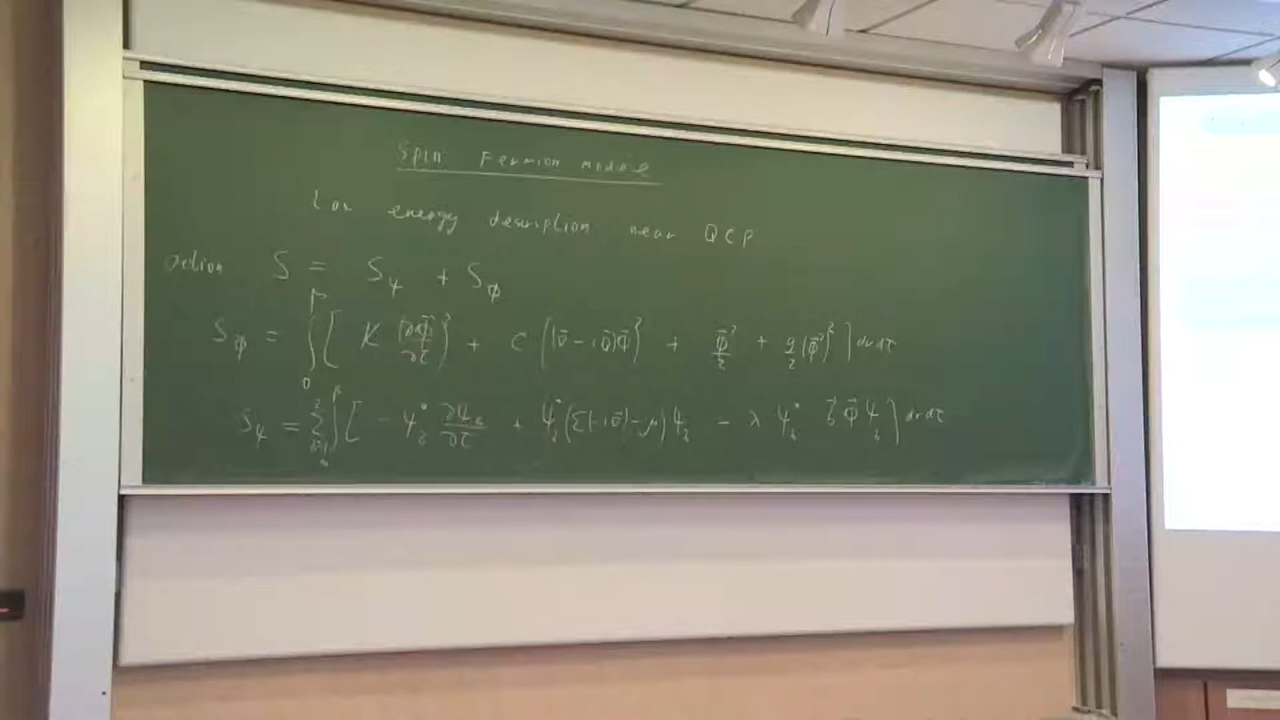 Spin Fermion model
Low energy description near QCP
action S = S_ψ + S_Φ
S_Φ = ∫₀^β [ K (∂Φ⃗/∂τ)² + C ((∇⃗ - iQ⃗)Φ⃗)² + Φ⃗²/2 + g/2 (Φ⃗²)² ] dr dτ
S_ψ = Σ ∫ [ - ψ* ∂ψ/∂τ + ψ* (Σ(-i∇⃗) - μ) ψ - λ ψ* σ⃗ Φ⃗ ψ ] dr dτ